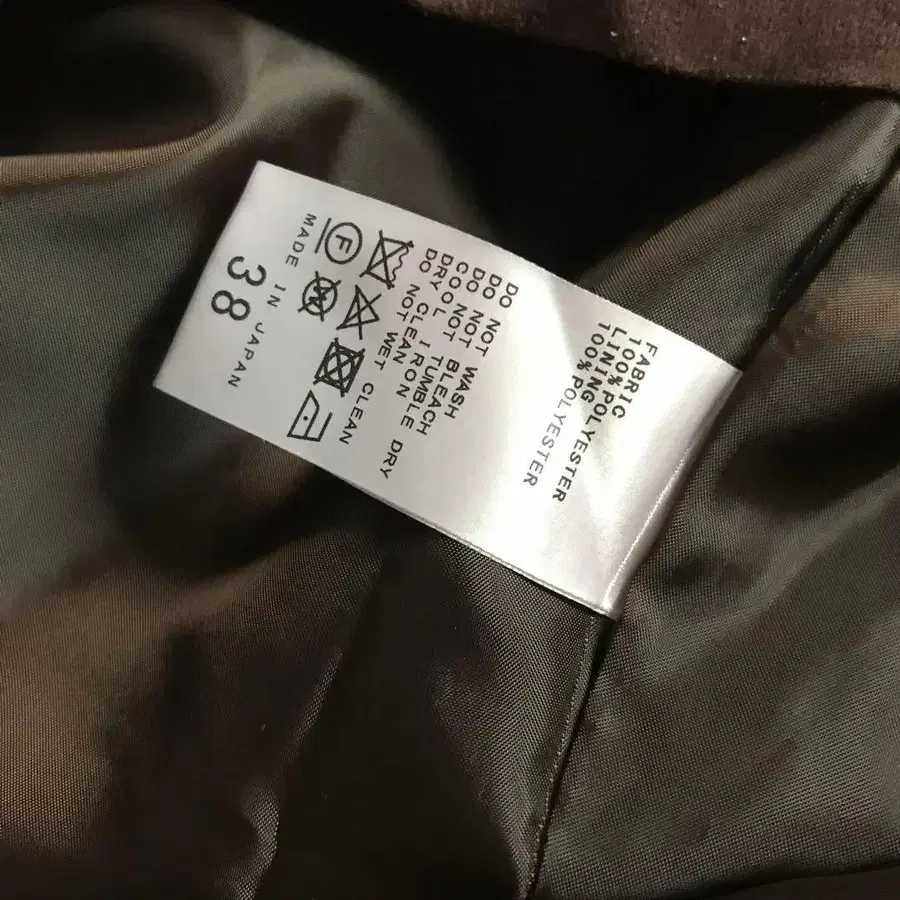 FABRIC
100%POLYESTER
LINING
100%POLYESTER
DO NOT WASH
DO NOT BLEACH
DO NOT TUMBLE DRY
COOL IRON
DRY CLEAN
DO NOT WET CLEAN
F
W
MADE IN JAPAN
38